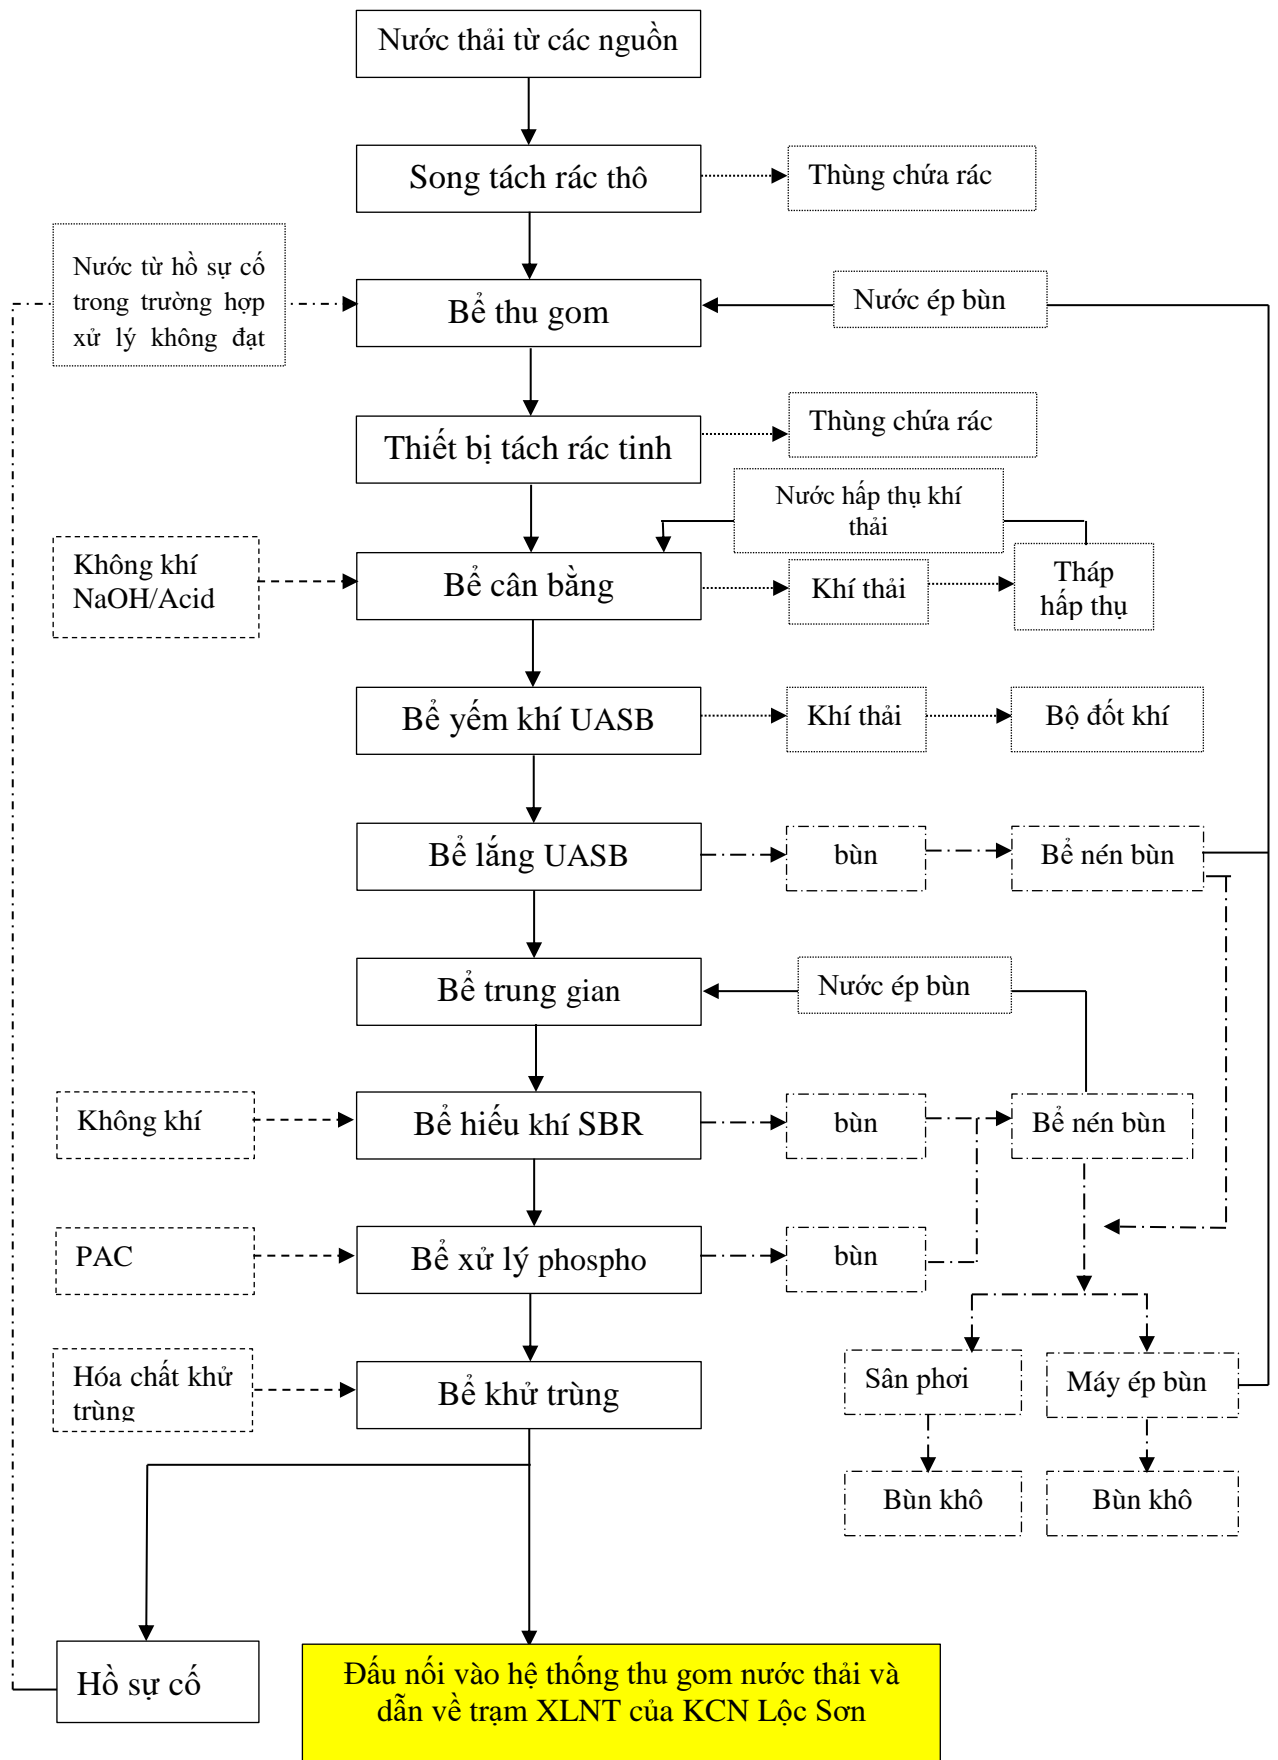 Nước thải từ các nguồn
Song tách rác thô
Thùng chứa rác
Nước từ hồ sự cố
trong trường hợp
xử lý không đạt
Bể thu gom
Nước ép bùn
Thiết bị tách rác tinh
Thùng chứa rác
Nước hấp thụ khí
thải
Không khí
NaOH/Acid
Bể cân bằng
Khí thải
Tháp
hấp thụ
Bể yếm khí UASB
Khí thải
Bộ đốt khí
Bể lắng UASB
bùn
Bể nén bùn
Bể trung gian
Nước ép bùn
Không khí
Bể hiếu khí SBR
bùn
Bể nén bùn
PAC
Bể xử lý phospho
bùn
Hóa chất khử
trùng
Bể khử trùng
Sân phơi
Máy ép bùn
Bùn khô
Bùn khô
Hồ sự cố
Đấu nối vào hệ thống thu gom nước thải và
dẫn về trạm XLNT của KCN Lộc Sơn